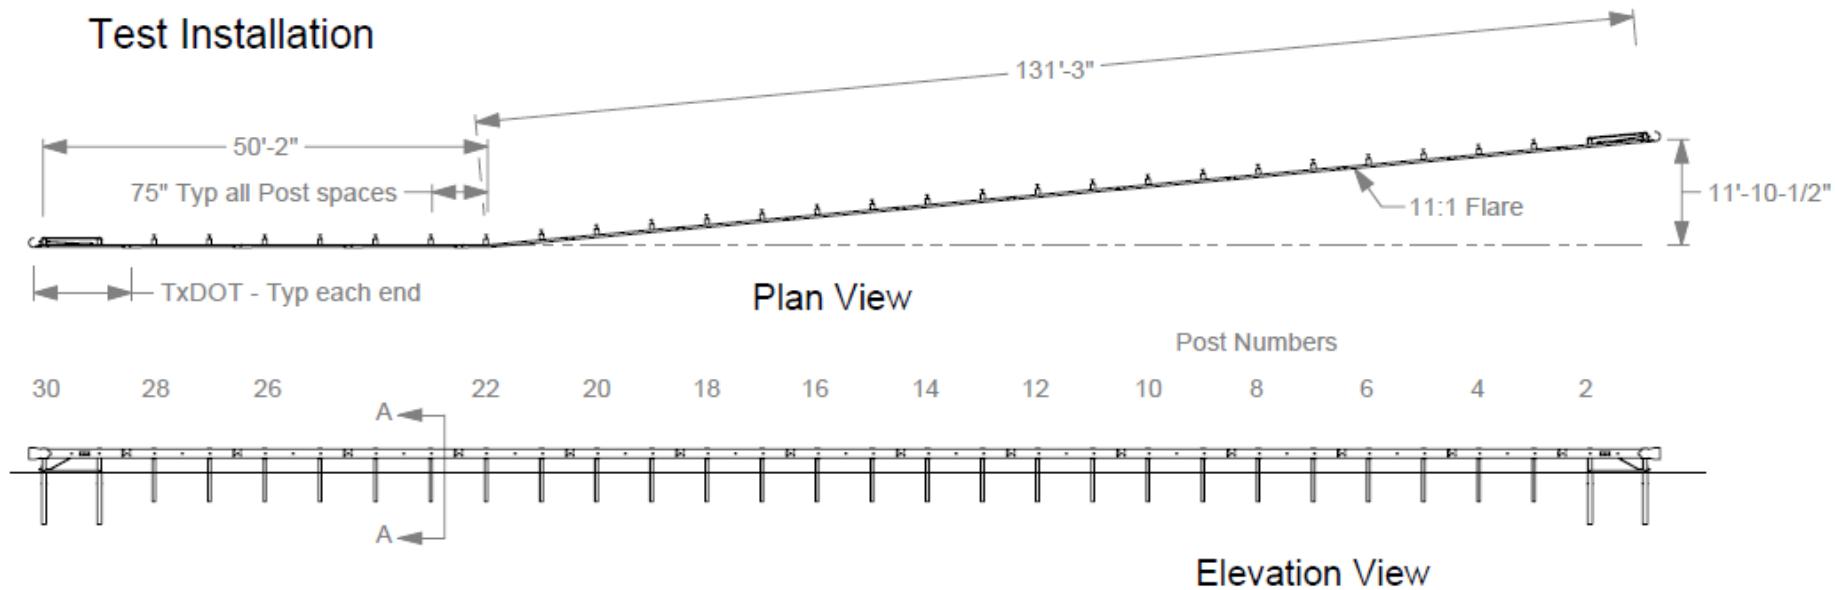 Test Installation
131'-3"
50'-2"
75" Typ all Post spaces
11'-10-1/2"
11:1 Flare
TxDOT - Typ each end
Plan View
Post Numbers
30 28 26 22 20 18 16 14 12 10 8 6 4 2
A
A
Elevation View